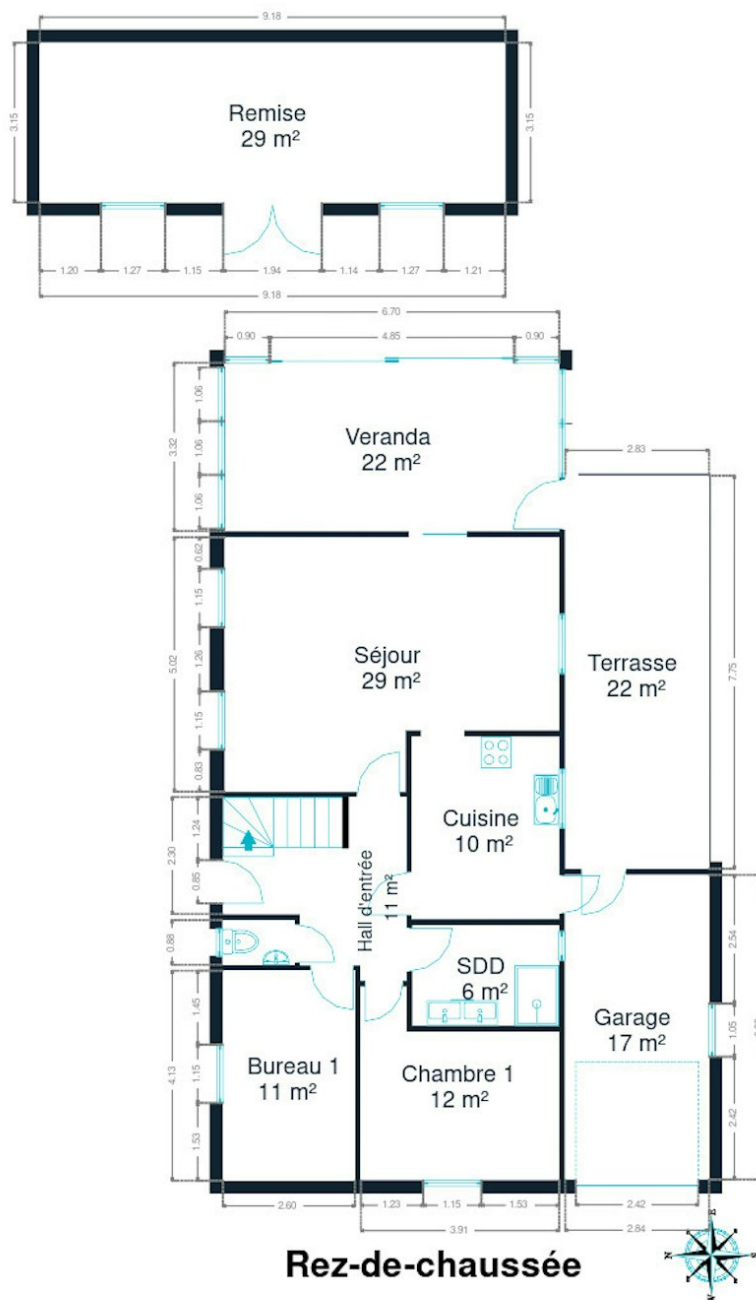 9.18
3.15
3.15
Remise
29 m²
1.20
1.27
1.15
1.94
1.14
1.27
1.21
9.18
6.70
0.90
4.85
0.90
1.06
3.32
1.06
1.06
Veranda
22 m²
2.83
0.62
1.15
5.02
1.26
1.15
0.83
Séjour
29 m²
Terrasse
22 m²
7.75
Cuisine
10 m²
1.24
2.30
0.85
Hall d'entrée
11 m²
0.88
SDD
6 m²
2.54
1.45
4.13
1.15
1.53
Bureau 1
11 m²
Chambre 1
12 m²
Garage
17 m²
1.05
2.42
2.60
1.23
1.15
1.53
3.91
2.42
2.84
Rez-de-chaussée